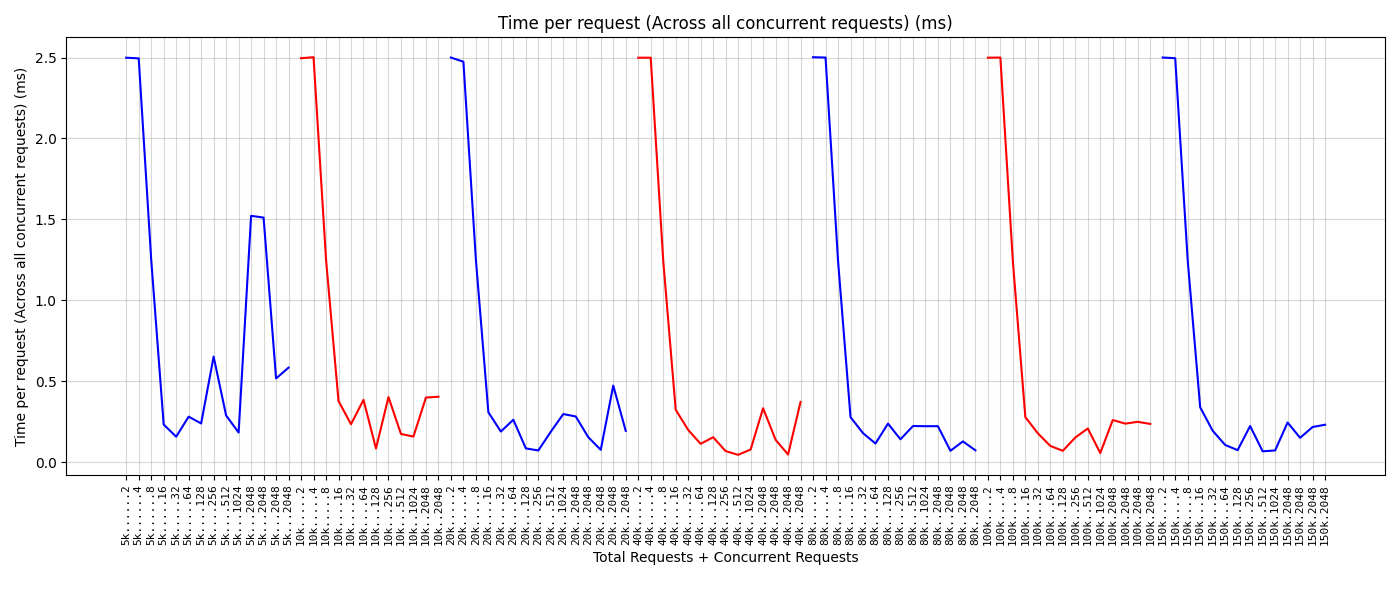 Time per request (Across all concurrent requests) (ms)
Time per request (Across all concurrent requests) (ms)
2.5
2.0
1.5
1.0
0.5
0.0
5k......2
5k......4
5k......8
5k.....16
5k.....32
5k.....64
5k....128
5k....256
5k....512
5k...1024
5k...2048
5k...2048
5k...2048
5k...2048
10k.....2
10k.....4
10k.....8
10k....16
10k....32
10k....64
10k...128
10k...256
10k...512
10k..1024
10k..2048
10k..2048
20k.....2
20k.....4
20k.....8
20k....16
20k....32
20k....64
20k...128
20k...256
20k...512
20k..1024
20k..2048
20k..2048
20k..2048
20k..2048
20k..2048
40k.....2
40k.....4
40k.....8
40k....16
40k....32
40k....64
40k...128
40k...256
40k...512
40k..1024
40k..2048
40k..2048
40k..2048
40k..2048
80k.....2
80k.....4
80k.....8
80k....16
80k....32
80k....64
80k...128
80k...256
80k...512
80k..1024
80k..2048
80k..2048
80k..2048
80k..2048
100k....2
100k....4
100k....8
100k...16
100k...32
100k...64
100k..128
100k..256
100k..512
100k.1024
100k.2048
100k.2048
100k.2048
100k.2048
150k....2
150k....4
150k....8
150k...16
150k...32
150k...64
150k..128
150k..256
150k..512
150k.1024
150k.2048
150k.2048
150k.2048
150k.2048
Total Requests + Concurrent Requests